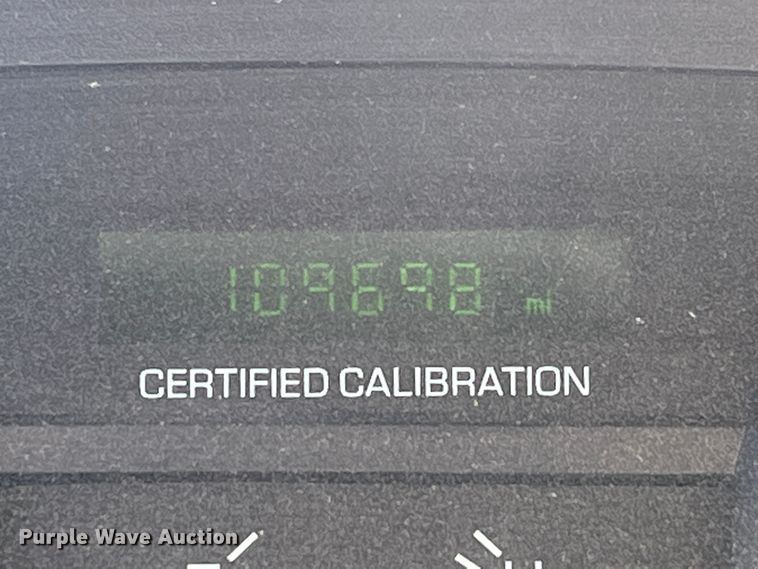 109698 mi
CERTIFIED CALIBRATION
Purple Wave Auction